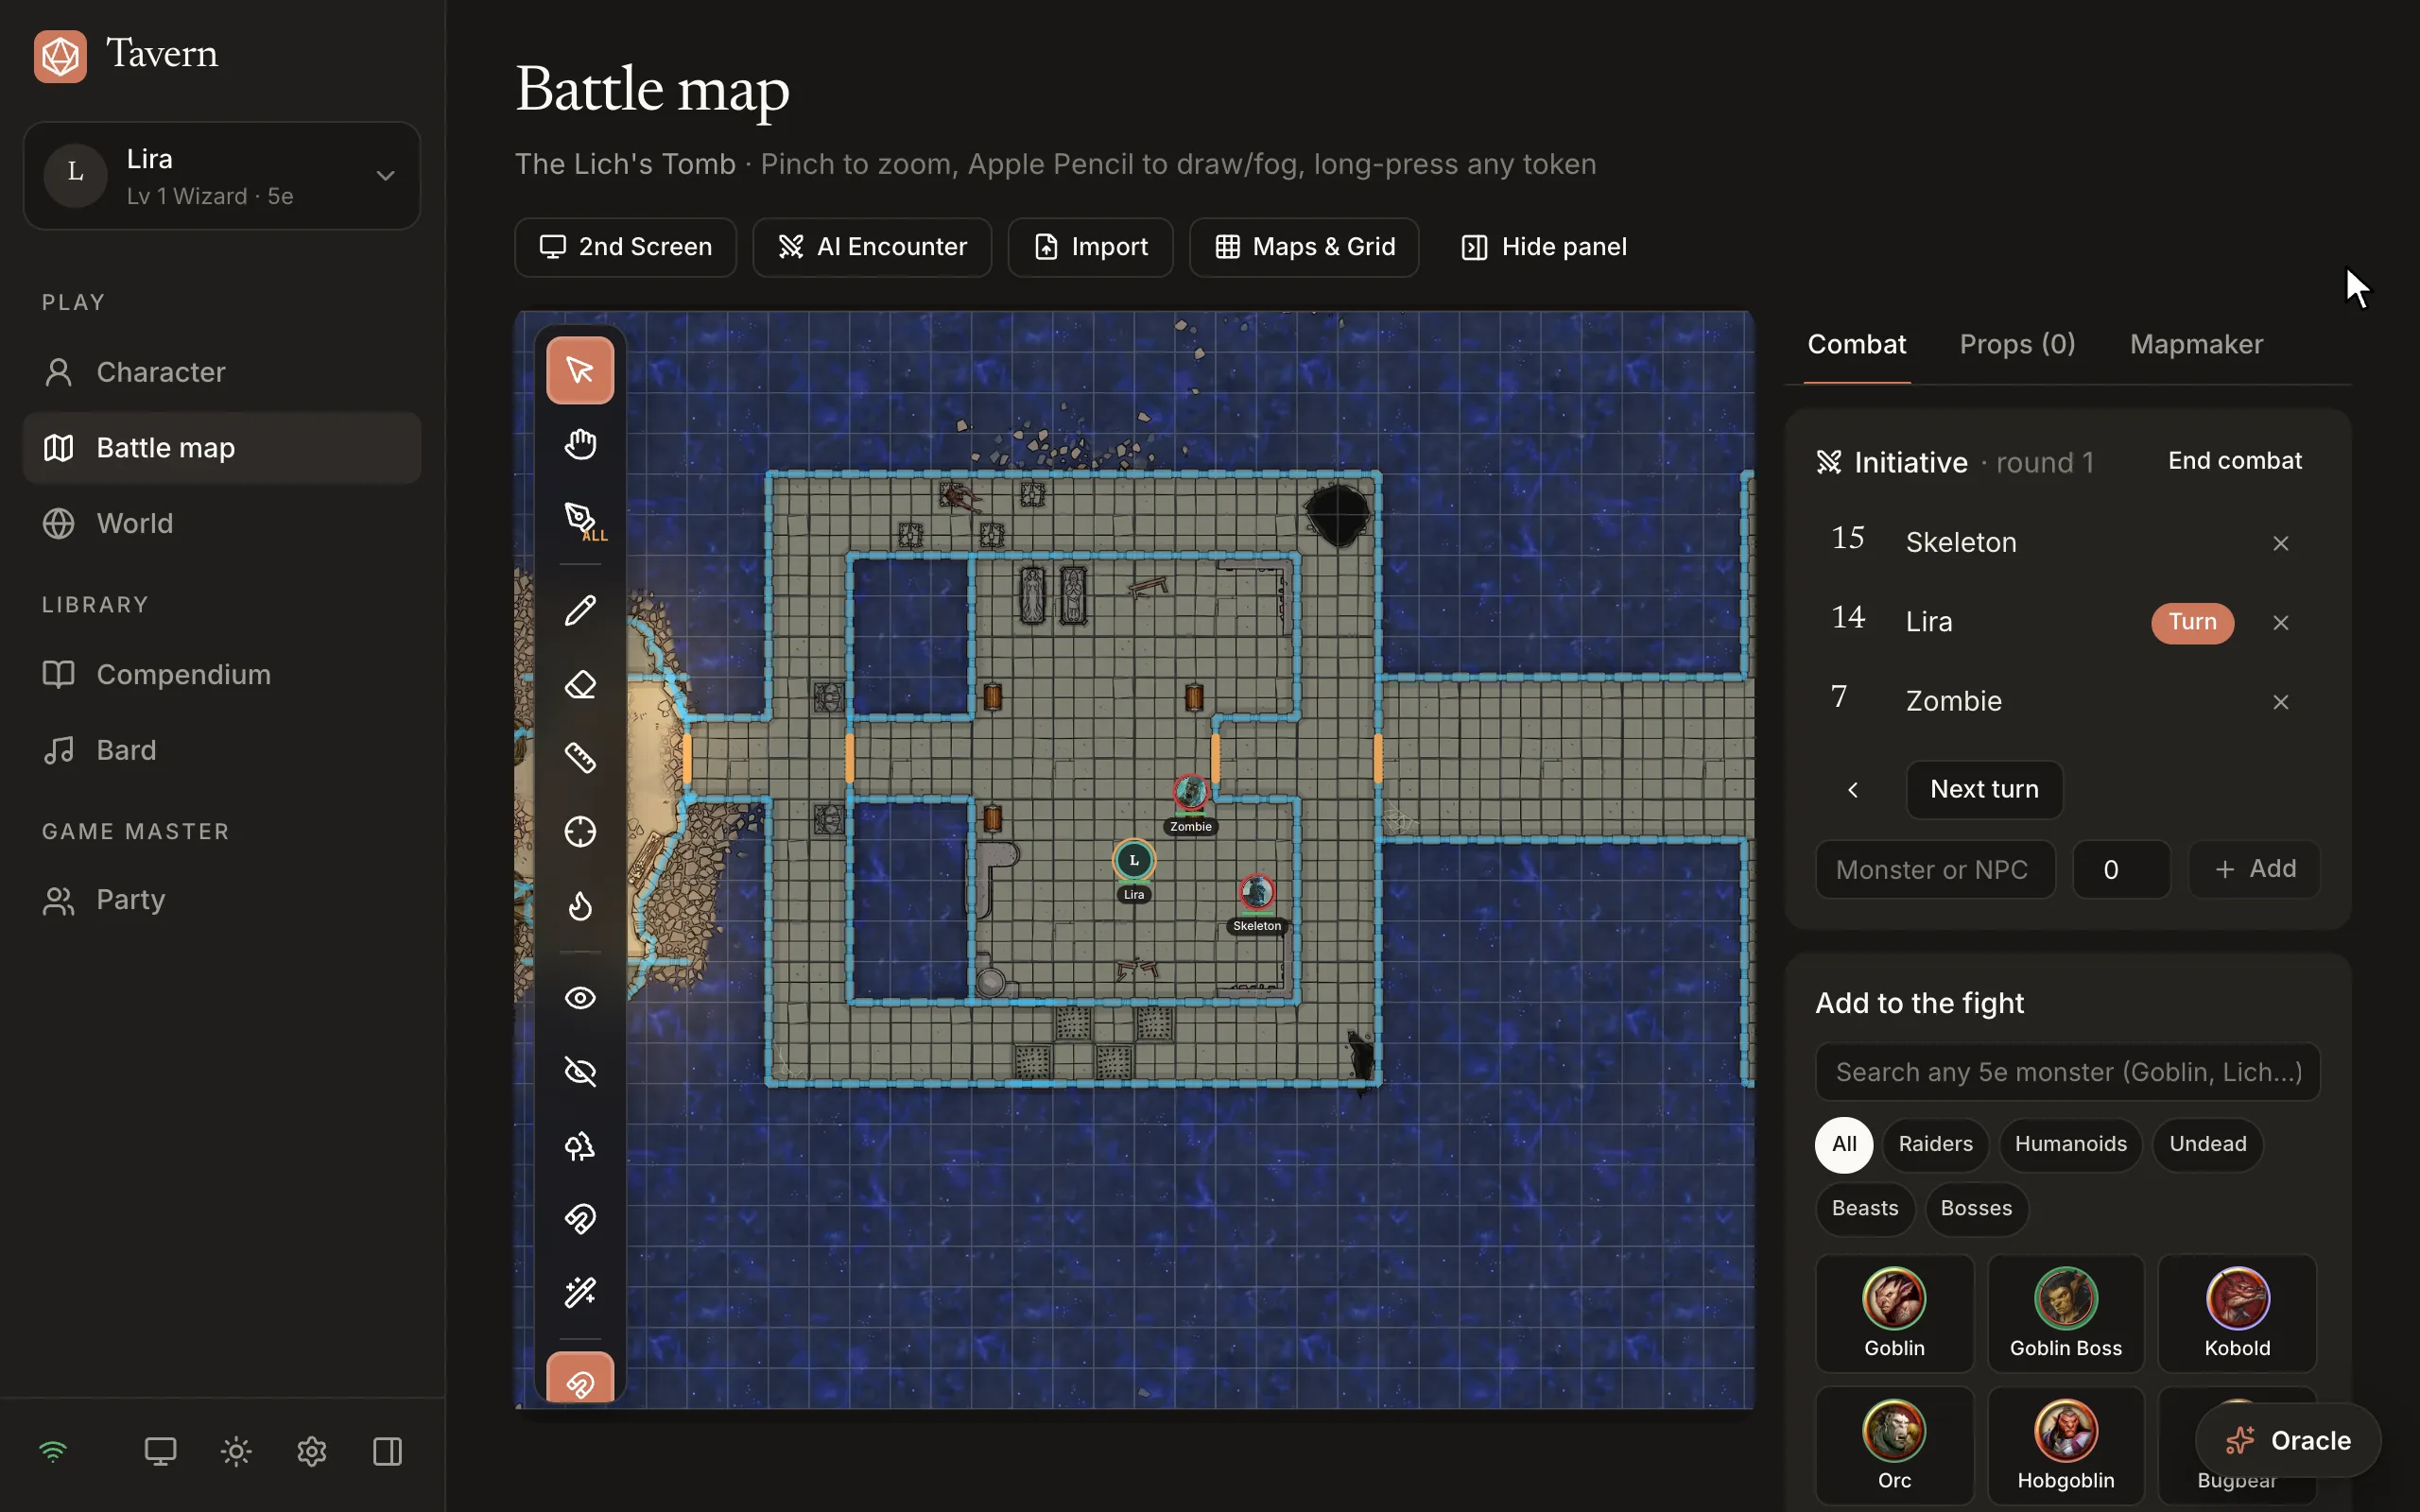 Tavern
L
Lira
Lv 1 Wizard · 5e
PLAY
Character
Battle map
World
LIBRARY
Compendium
Bard
GAME MASTER
Party
Battle map
The Lich's Tomb · Pinch to zoom, Apple Pencil to draw/fog, long-press any token
2nd Screen
AI Encounter
Import
Maps & Grid
Hide panel
ALL
Zombie
L
Lira
Skeleton
Combat
Props (0)
Mapmaker
Initiative · round 1
End combat
15 Skeleton
14 Lira Turn
7 Zombie
Next turn
Monster or NPC
0
+ Add
Add to the fight
Search any 5e monster (Goblin, Lich...)
All
Raiders
Humanoids
Undead
Beasts
Bosses
Goblin
Goblin Boss
Kobold
Orc
Hobgoblin
Bugbear
Oracle